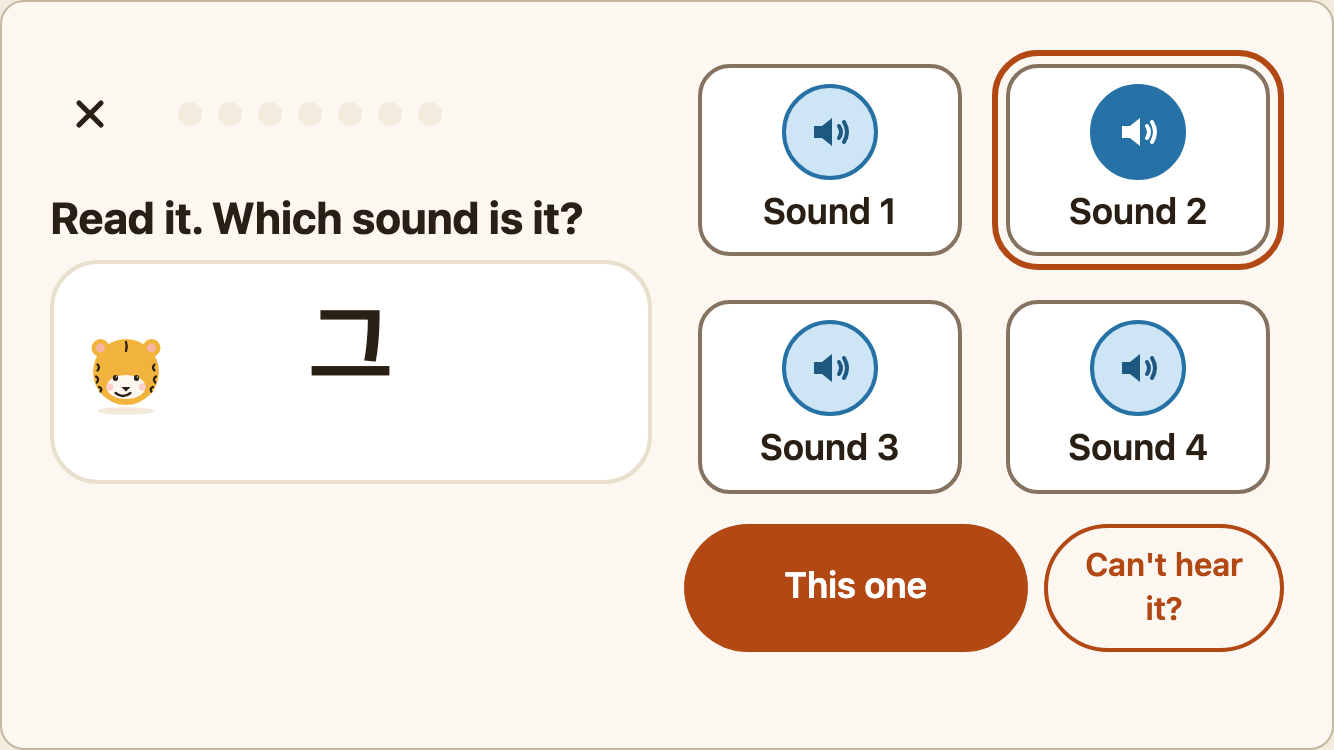 Read it. Which sound is it?
그
Sound 1
Sound 2
Sound 3
Sound 4
This one
Can't hear
it?